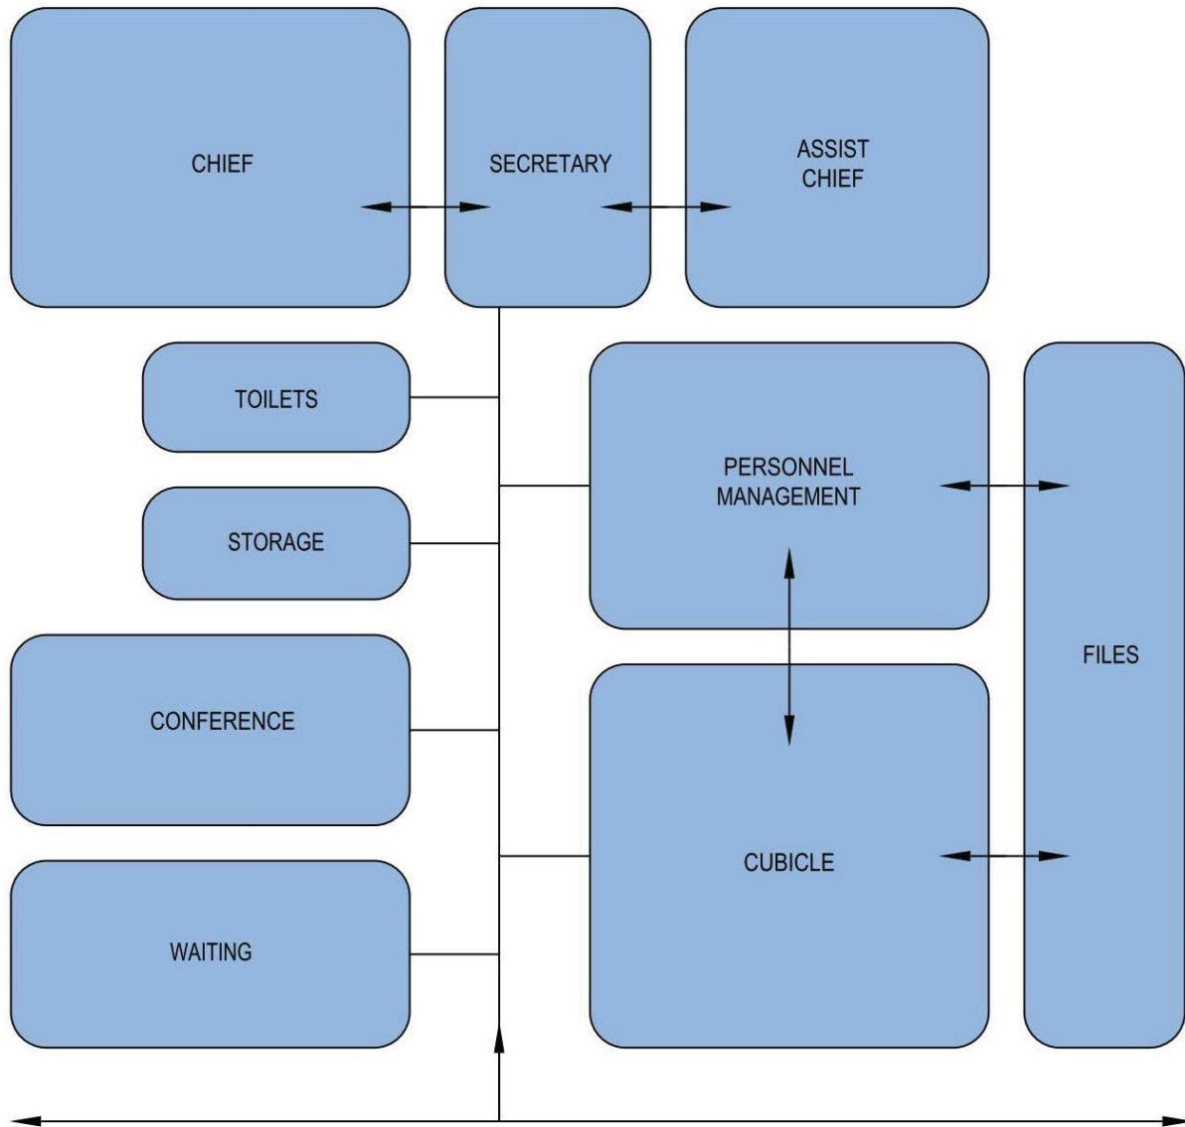 CHIEF
SECRETARY
ASSIST
CHIEF
TOILETS
PERSONNEL
MANAGEMENT
STORAGE
FILES
CONFERENCE
CUBICLE
WAITING